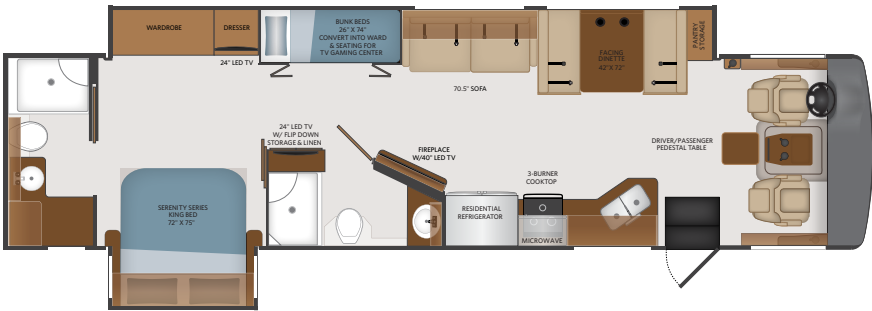 WARDROBE
DRESSER
24" LED TV
BUNK BEDS
26" X 74"
CONVERT INTO WARD
& SEATING FOR
TV GAMING CENTER
70.5" SOFA
FACING
DINETTE
42" X 72"
PANTRY
STORAGE
24" LED TV
W/ FLIP DOWN
STORAGE & LINEN
FIREPLACE
W/40" LED TV
DRIVER/PASSENGER
PEDESTAL TABLE
3-BURNER
COOKTOP
SERENITY SERIES
KING BED
72" X 75"
RESIDENTIAL
REFRIGERATOR
MICROWAVE